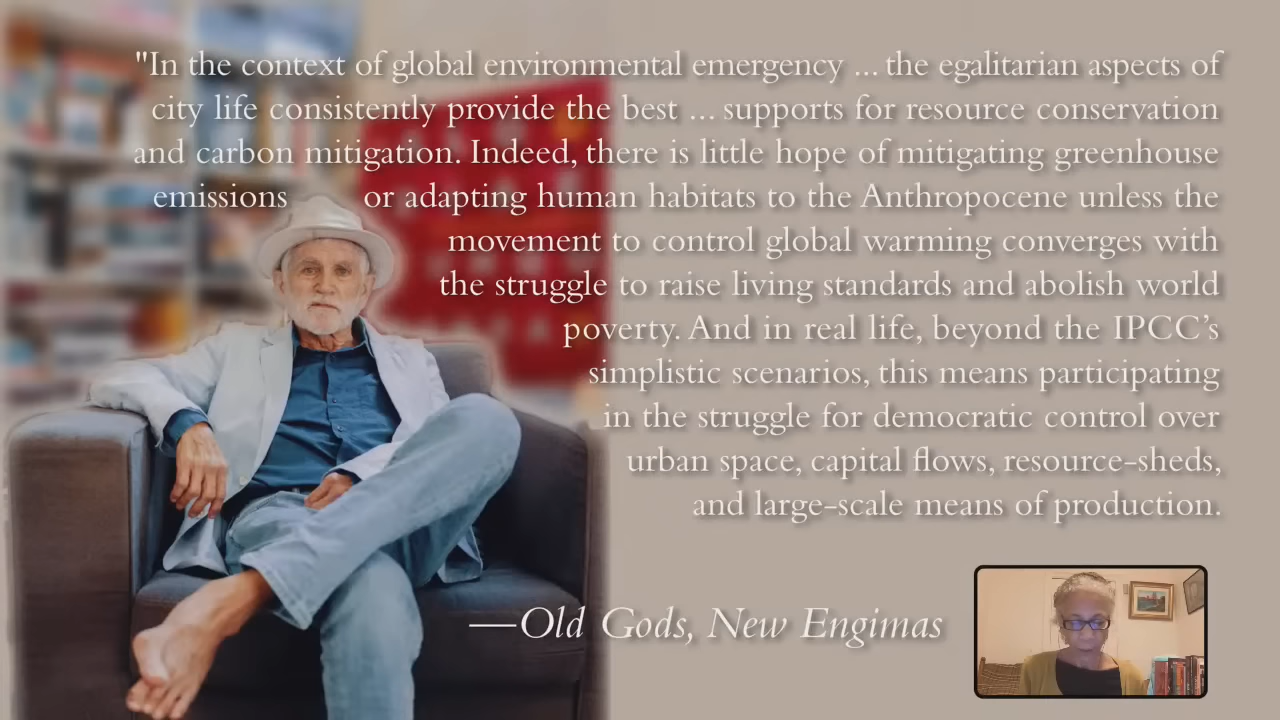 "In the context of global environmental emergency ... the egalitarian aspects of
city life consistently provide the best ... supports for resource conservation
and carbon mitigation. Indeed, there is little hope of mitigating greenhouse
emissions or adapting human habitats to the Anthropocene unless the
movement to control global warming converges with
the struggle to raise living standards and abolish world
poverty. And in real life, beyond the IPCC’s
simplistic scenarios, this means participating
in the struggle for democratic control over
urban space, capital flows, resource-sheds,
and large-scale means of production.
—Old Gods, New Engimas